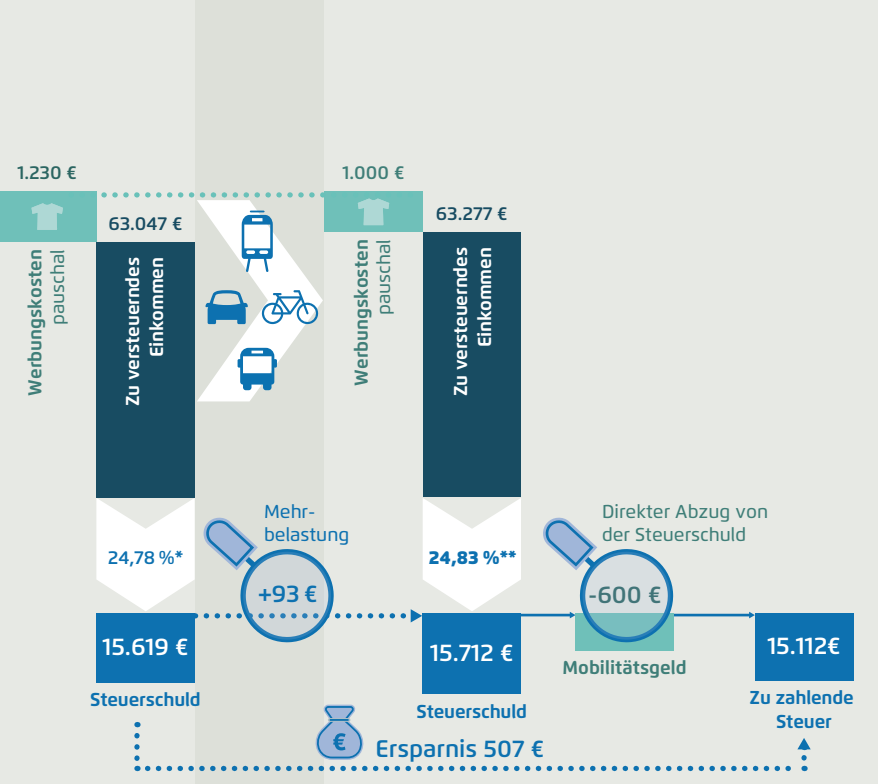 1.230 €
63.047 €
Werbungskosten
pauschal
Zu versteuerndes
Einkommen
1.000 €
63.277 €
Werbungskosten
pauschal
Zu versteuerndes
Einkommen
24,78 %*
Mehr-
belastung
+93 €
24,83 %**
Direkter Abzug von
der Steuerschuld
-600 €
15.619 €
Steuerschuld
15.712 €
Steuerschuld
Mobilitätsgeld
15.112€
Zu zahlende
Steuer
€
Ersparnis 507 €